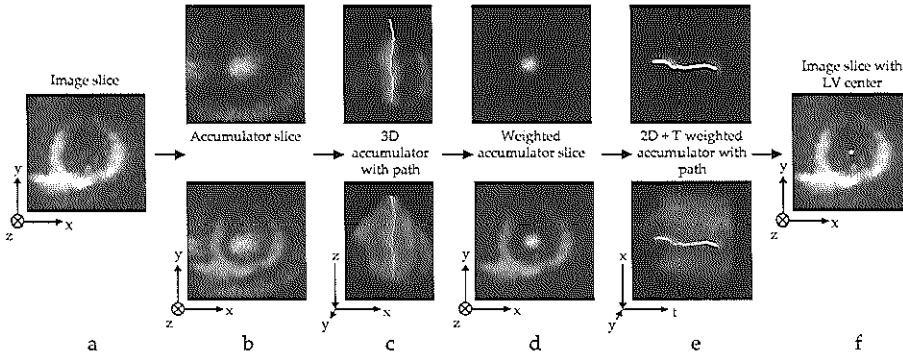 Image slice
Accumulator slice
3D
accumulator
with path
Weighted
accumulator slice
2D + T weighted
accumulator with
path
Image slice with
LV center
y
z
x
y
z
x
z
y
x
y
z
x
x
y
t
y
z
x
a
b
c
d
e
f